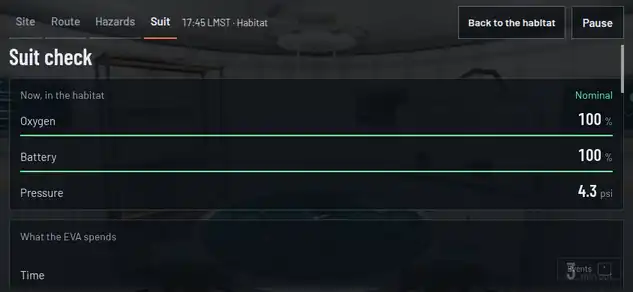 Site Route Hazards Suit 17:45 LMST · Habitat Back to the habitat Pause
Suit check
Now, in the habitat Nominal
Oxygen 100 %
Battery 100 %
Pressure 4.3 psi
What the EVA spends
Time 3